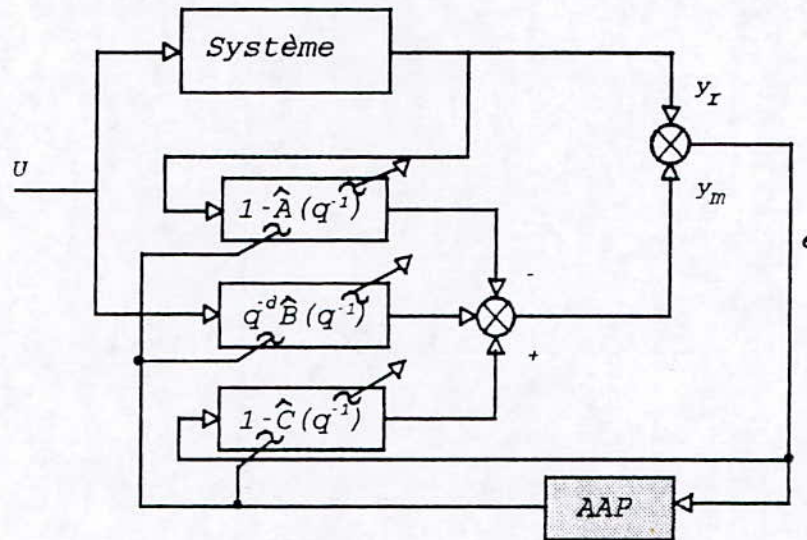 Système
y_r
U
y_m
1-Â(q⁻¹)
-
q⁻ᵈB̂(q⁻¹)
+
1-Ĉ(q⁻¹)
AAP